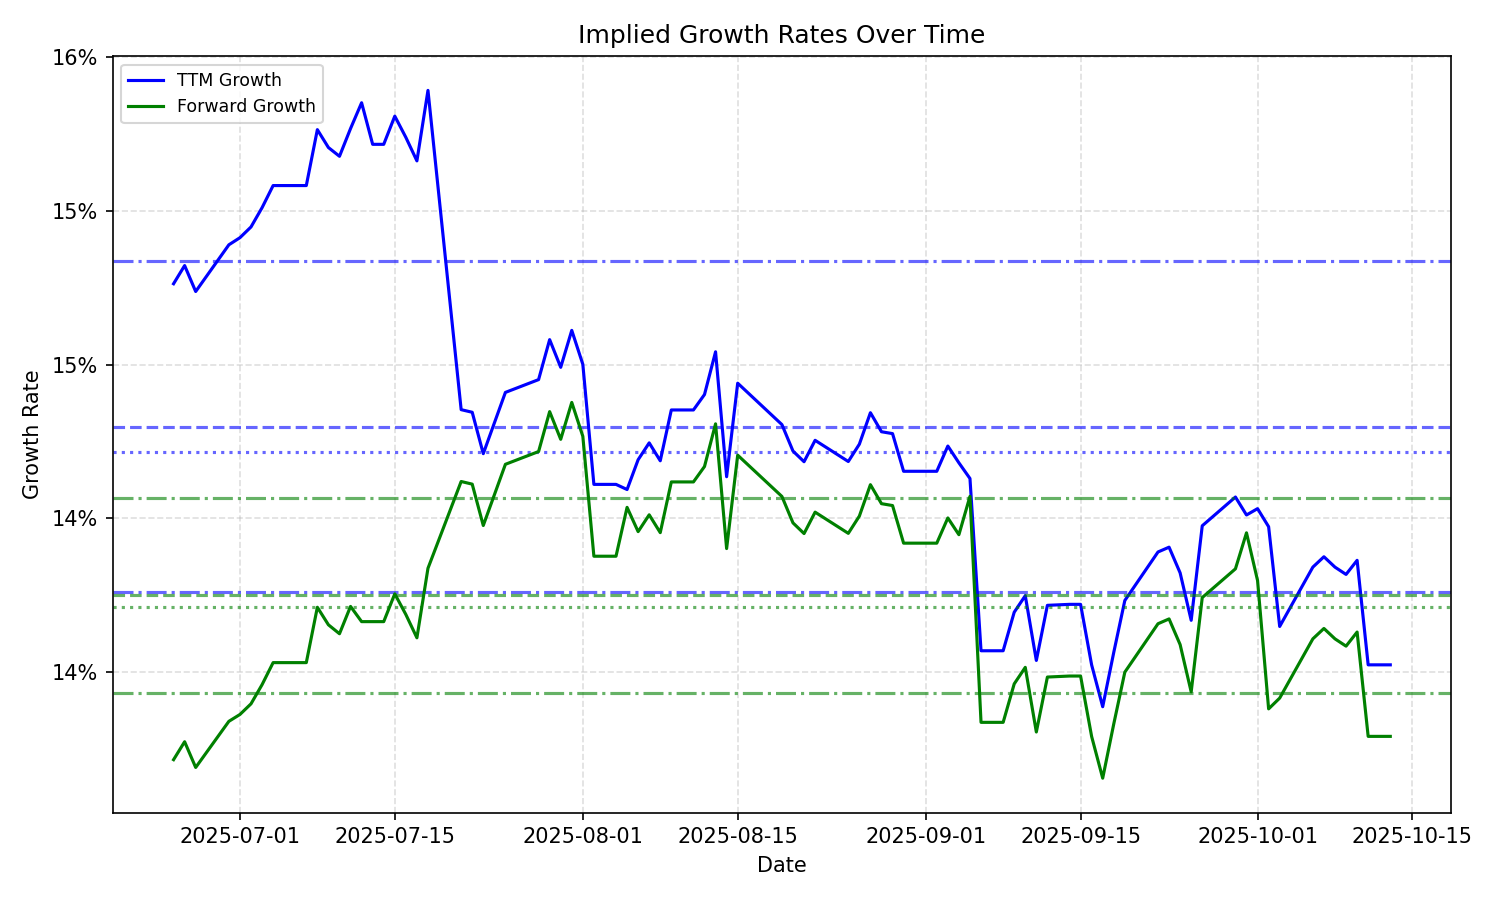 Implied Growth Rates Over Time
TTM Growth
Forward Growth
Growth Rate
16%
15%
15%
14%
14%
2025-07-01
2025-07-15
2025-08-01
2025-08-15
2025-09-01
2025-09-15
2025-10-01
2025-10-15
Date